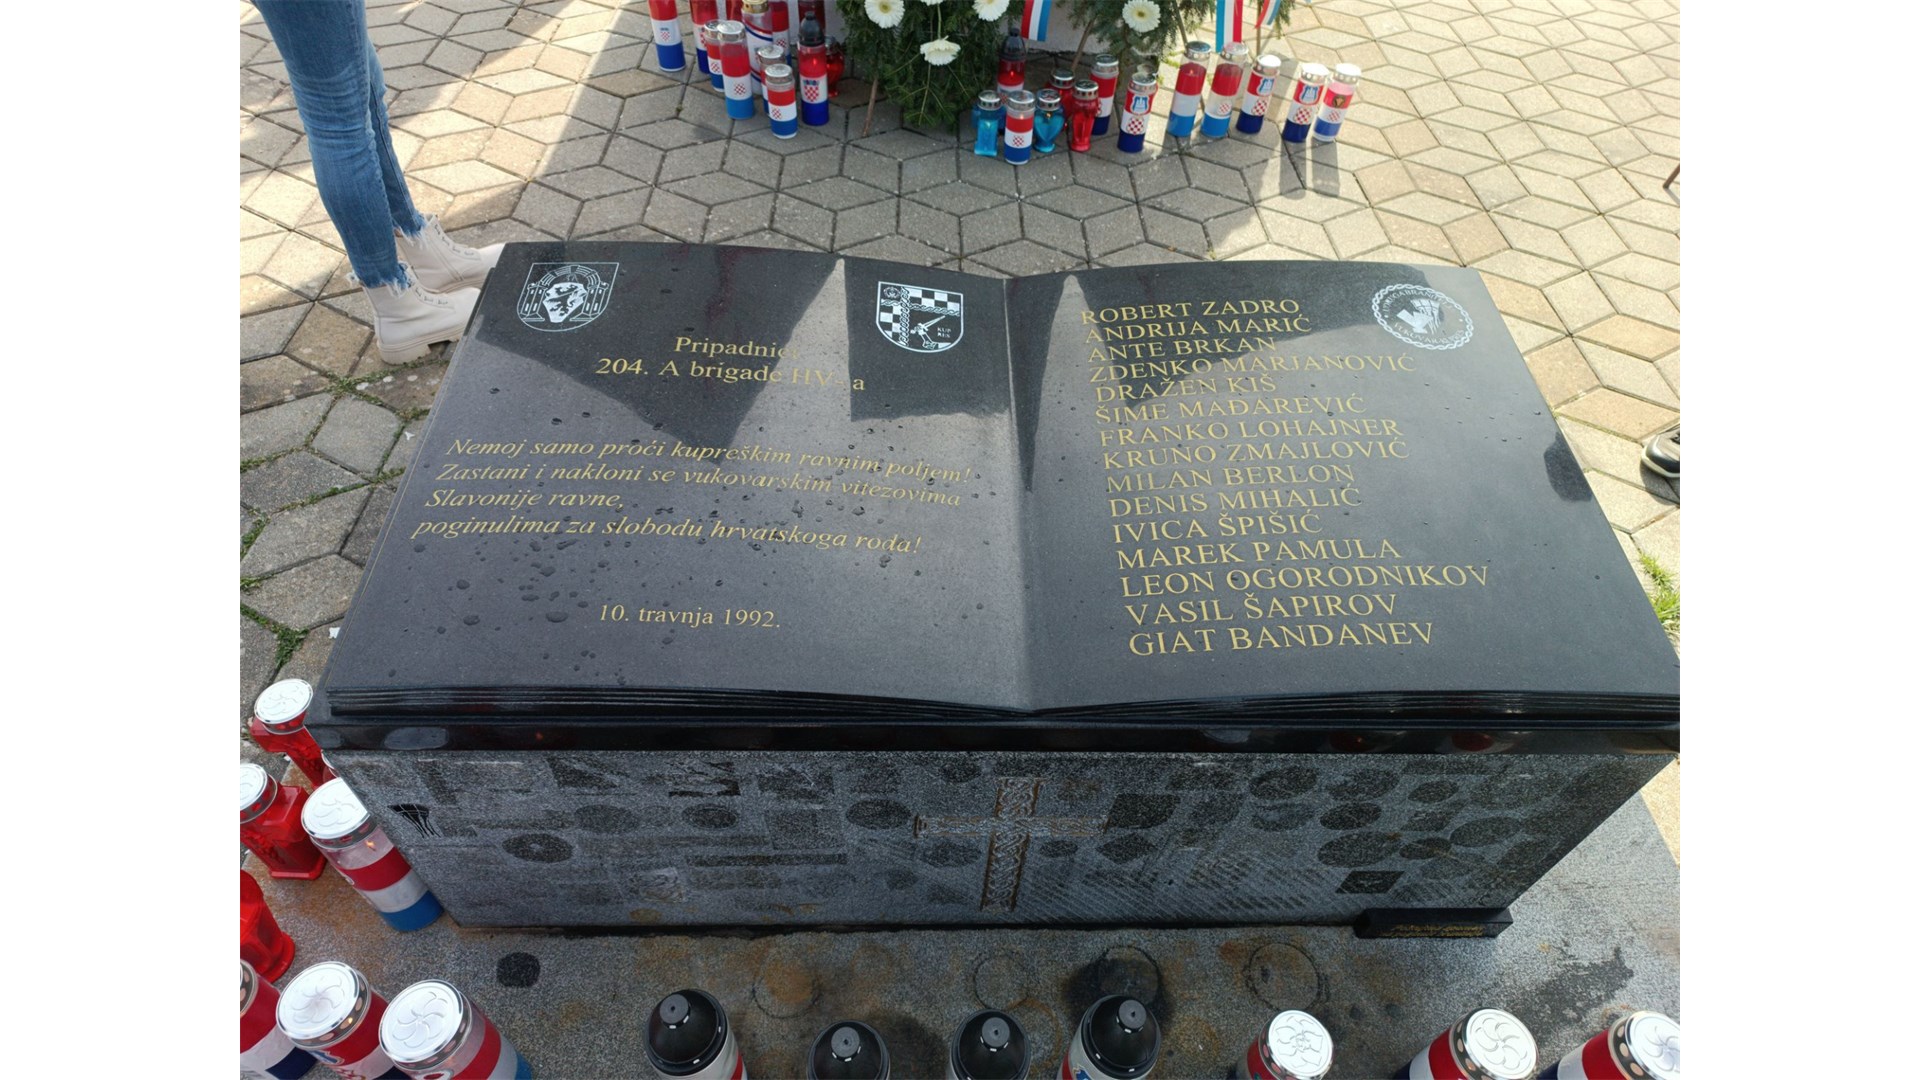 Pripadnici
204. A brigade HV-a
Nemoj samo proći kupreškim ravnim poljem!
Zastani i nakloni se vukovarskim vitezovima
Slavonije ravne,
poginulima za slobodu hrvatskoga roda!
10. travnja 1992.
ROBERT ZADRO
ANDRIJA MARIĆ
ANTE BRKAN
ZDENKO MARJANOVIĆ
DRAŽEN KIŠ
ŠIME MAĐAREVIĆ
FRANKO LOHAJNER
KRUNO ZMAJLOVIĆ
MILAN BERLON
DENIS MIHALIĆ
IVICA ŠPIŠIĆ
MAREK PAMULA
LEON OGORODNIKOV
VASIL ŠAPIROV
GIAT BANDANEV